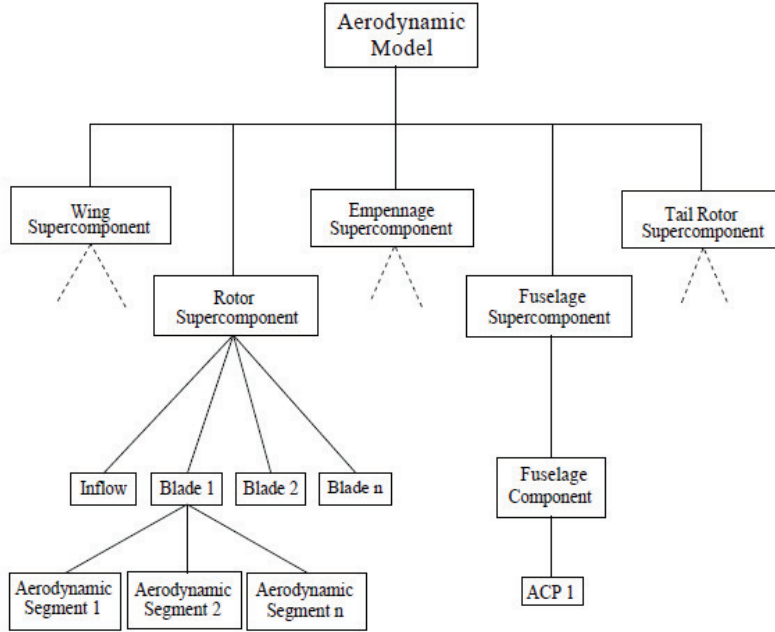 Aerodynamic
Model
Wing
Supercomponent
Empennage
Supercomponent
Tail Rotor
Supercomponent
Rotor
Supercomponent
Fuselage
Supercomponent
Inflow
Blade 1
Blade 2
Blade n
Fuselage
Component
Aerodynamic
Segment 1
Aerodynamic
Segment 2
Aerodynamic
Segment n
ACP 1